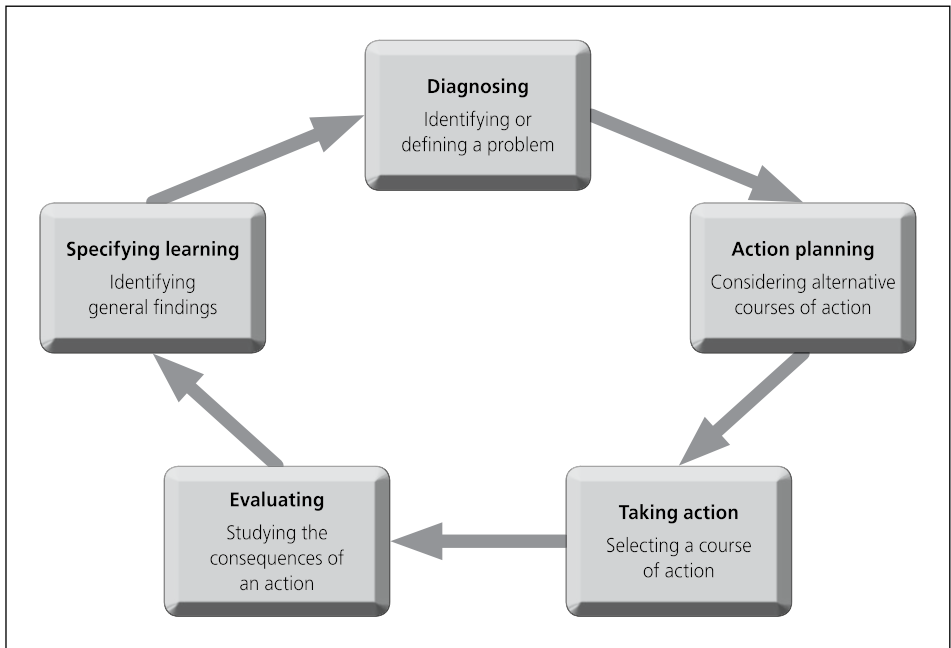 Diagnosing
Identifying or
defining a problem
Action planning
Considering alternative
courses of action
Taking action
Selecting a course
of action
Evaluating
Studying the
consequences of
an action
Specifying learning
Identifying
general findings